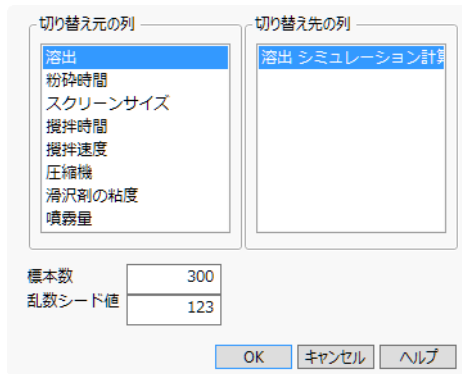 切り替え元の列
溶出
粉砕時間
スクリーンサイズ
攪拌時間
攪拌速度
圧縮機
滑沢剤の粘度
噴霧量
切り替え先の列
溶出 シミュレーション計算
標本数 300
乱数シード値 123
OK キャンセル ヘルプ